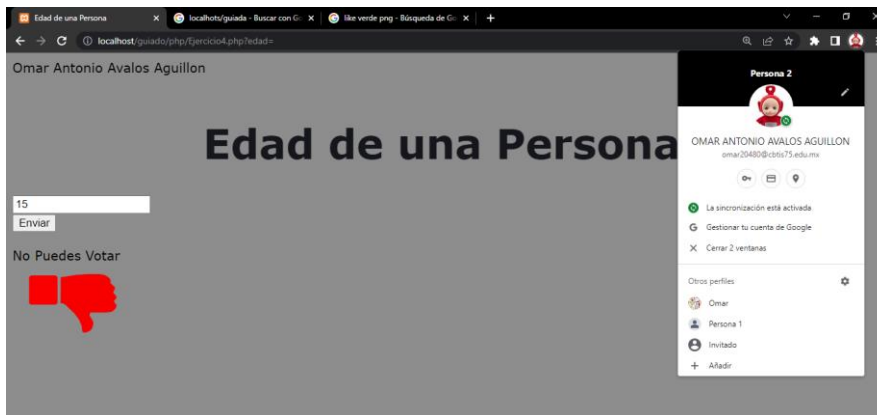 Edad de una Persona
localhots/guiada - Buscar con Go
like verde png - Búsqueda de Go
localhost/guiado/php/Ejercicio4.php?edad=
Omar Antonio Avalos Aguillon
Edad de una Persona
15
Enviar
No Puedes Votar
Persona 2
OMAR ANTONIO AVALOS AGUILLON
omar20480@cbtis75.edu.mx
La sincronización está activada
Gestionar tu cuenta de Google
Cerrar 2 ventanas
Otros perfiles
Omar
Persona 1
Invitado
Añadir